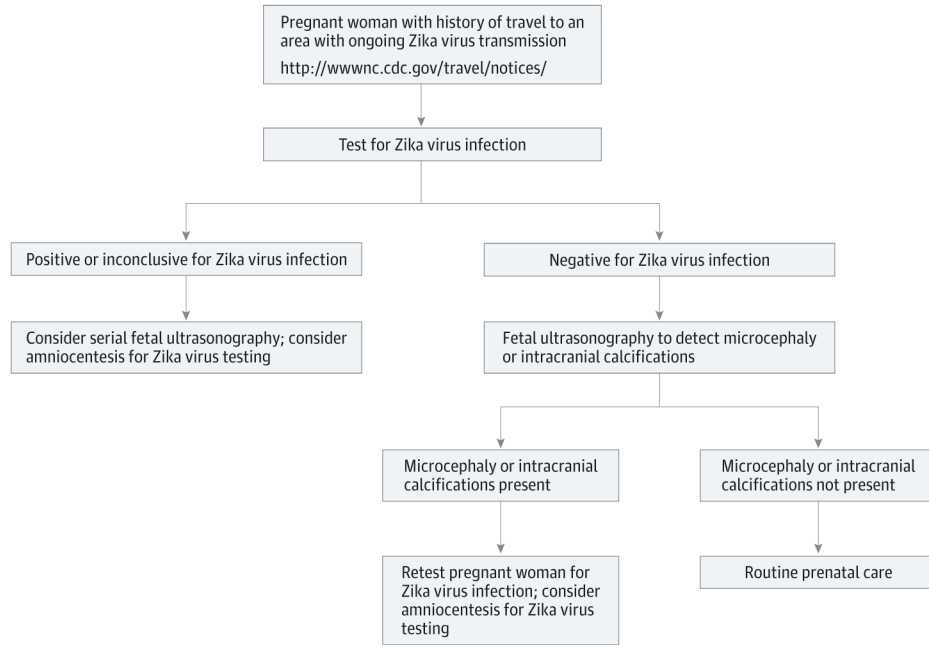 Pregnant woman with history of travel to an
area with ongoing Zika virus transmission
http://wwwnc.cdc.gov/travel/notices/
Test for Zika virus infection
Positive or inconclusive for Zika virus infection
Negative for Zika virus infection
Consider serial fetal ultrasonography; consider
amniocentesis for Zika virus testing
Fetal ultrasonography to detect microcephaly
or intracranial calcifications
Microcephaly or intracranial
calcifications present
Microcephaly or intracranial
calcifications not present
Retest pregnant woman for
Zika virus infection; consider
amniocentesis for Zika virus
testing
Routine prenatal care